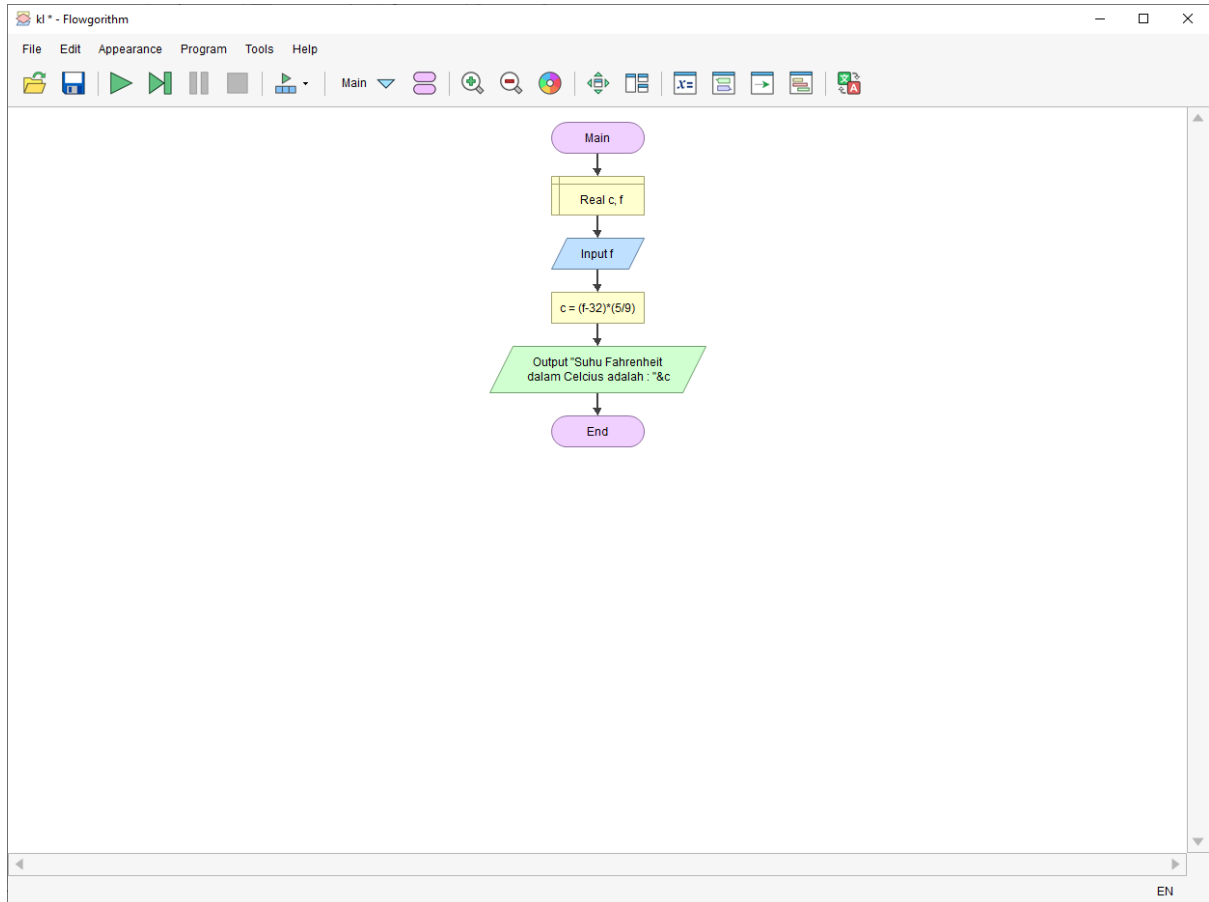 kl * - Flowgorithm
File Edit Appearance Program Tools Help
Main
x=
A
Main
Real c, f
Input f
c = (f-32)*(5/9)
Output "Suhu Fahrenheit
dalam Celcius adalah : "&c
End
EN